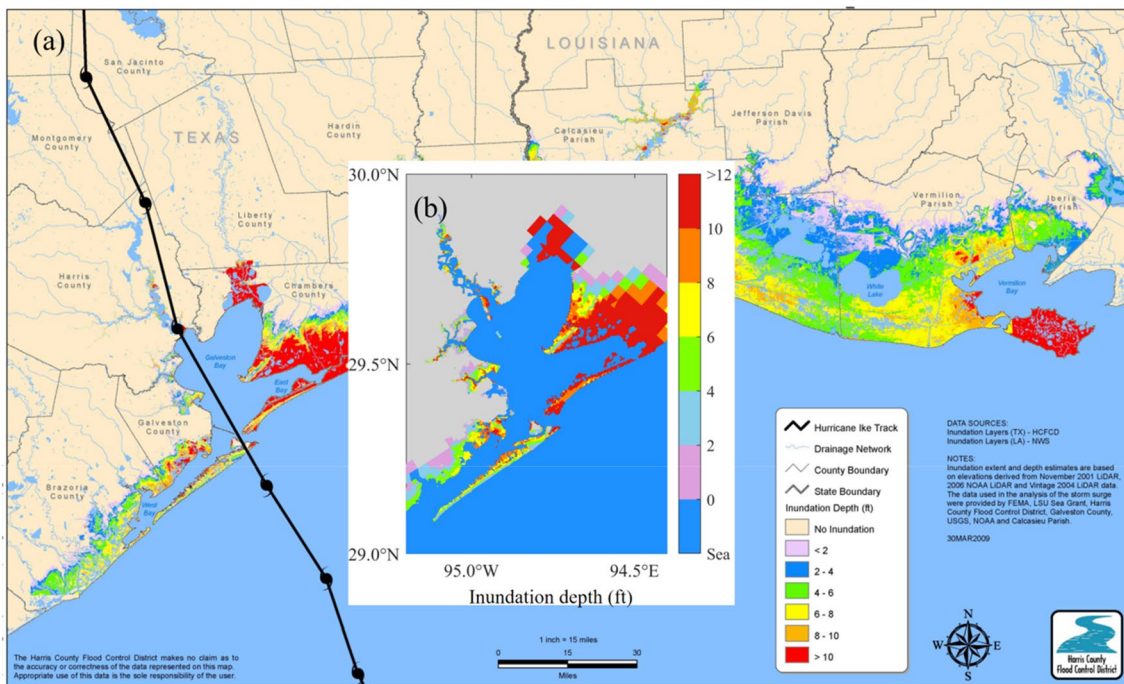 (a)
San Jacinto
County
LOUISIANA
Montgomery
County
TEXAS
Hardin
County
Calcasieu
Parish
Jefferson Davis
Parish
Vermilion
Parish
Iberia
Parish
Liberty
County
Harris
County
Chambers
County
Galveston
Bay
East
Bay
Galveston
County
Brazoria
County
West
Bay
White
Lake
Vermilion
Bay
(b)
30.0°N
29.5°N
29.0°N
95.0°W
94.5°E
Inundation depth (ft)
>12
10
8
6
4
2
0
Sea
Hurricane Ike Track
Drainage Network
County Boundary
State Boundary
Inundation Depth (ft)
No Inundation
< 2
2 - 4
4 - 6
6 - 8
8 - 10
> 10
DATA SOURCES:
Inundation Layers (TX) - HCFCD
Inundation Layers (LA) - NWS
NOTES:
Inundation extent and depth estimates are based
on elevations derived from November 2001 LiDAR,
2006 NOAA LiDAR and Vintage 2004 LiDAR data.
The data used in the analysis of the storm surge
were provided by FEMA, LSU Sea Grant, Harris
County Flood Control District, Galveston County,
USGS, NOAA and Calcasieu Parish.
30MAR2009
The Harris County Flood Control District makes no claim as to
the accuracy or correctness of the data represented on this map.
Appropriate use of this data is the sole responsibility of the user.
1 inch = 15 miles
0 15 30
Miles
N
W E
S
Harris County
Flood Control District